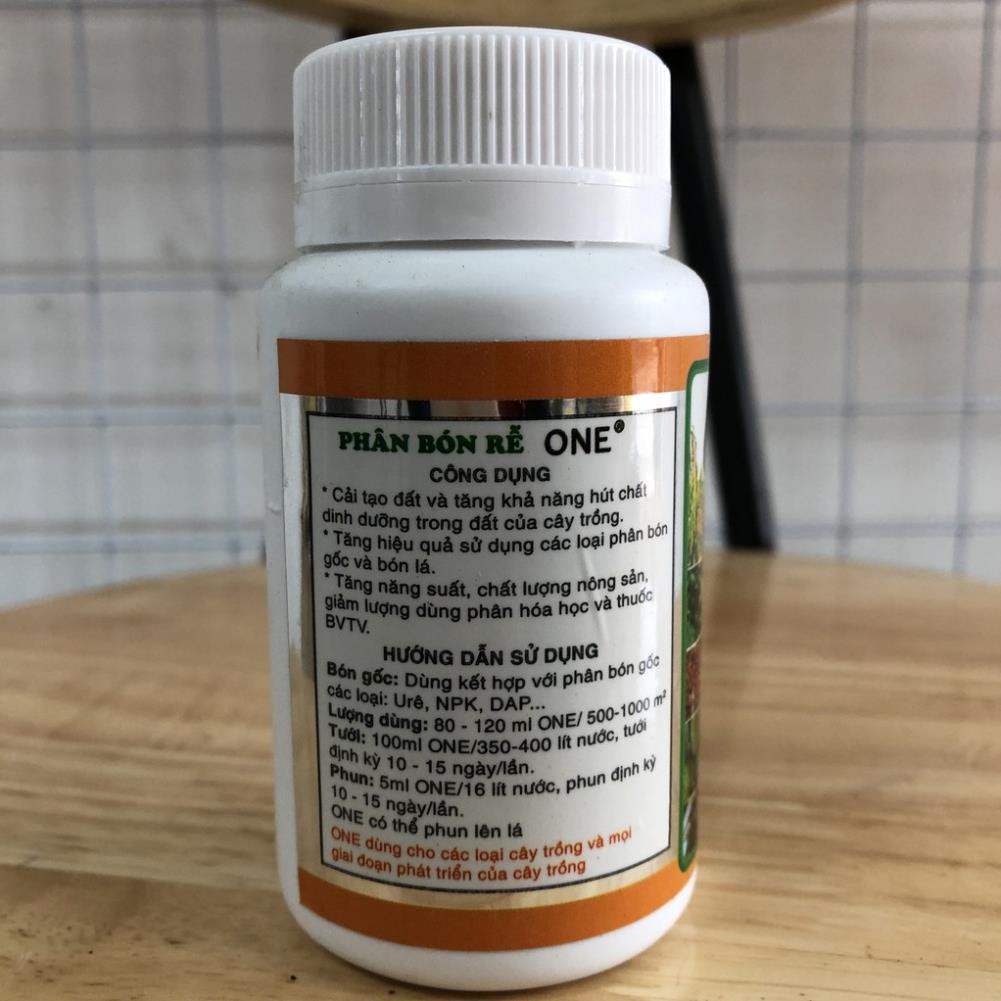 PHÂN BÓN RỄ ONE®
CÔNG DỤNG
* Cải tạo đất và tăng khả năng hút chất
dinh dưỡng trong đất của cây trồng.
* Tăng hiệu quả sử dụng các loại phân bón
gốc và bón lá.
* Tăng năng suất, chất lượng nông sản,
giảm lượng dùng phân hóa học và thuốc
BVTV.
HƯỚNG DẪN SỬ DỤNG
Bón gốc: Dùng kết hợp với phân bón gốc
các loại: Urê, NPK, DAP...
Lượng dùng: 80 - 120 ml ONE/ 500-1000 m²
Tưới: 100ml ONE/350-400 lít nước, tưới
định kỳ 10 - 15 ngày/lần.
Phun: 5ml ONE/16 lít nước, phun định kỳ
10 - 15 ngày/lần.
ONE có thể phun lên lá
ONE dùng cho các loại cây trồng và mọi
giai đoạn phát triển của cây trồng